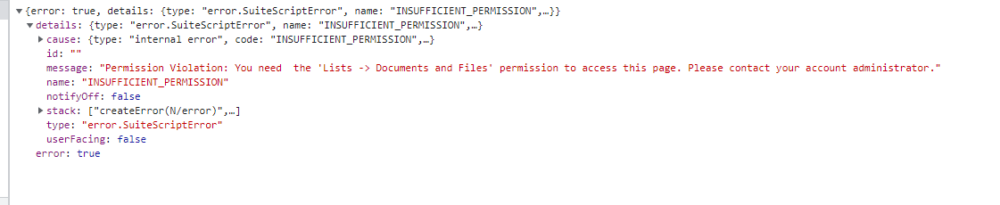 ▼{error: true, details: {type: "error.SuiteScriptError", name: "INSUFFICIENT_PERMISSION",…}}
▼details: {type: "error.SuiteScriptError", name: "INSUFFICIENT_PERMISSION",…}
▶cause: {type: "internal error", code: "INSUFFICIENT_PERMISSION",…}
id: ""
message: "Permission Violation: You need  the 'Lists -> Documents and Files' permission to access this page. Please contact your account administrator."
name: "INSUFFICIENT_PERMISSION"
notifyOff: false
▶stack: ["createError(N/error)",…]
type: "error.SuiteScriptError"
userFacing: false
error: true